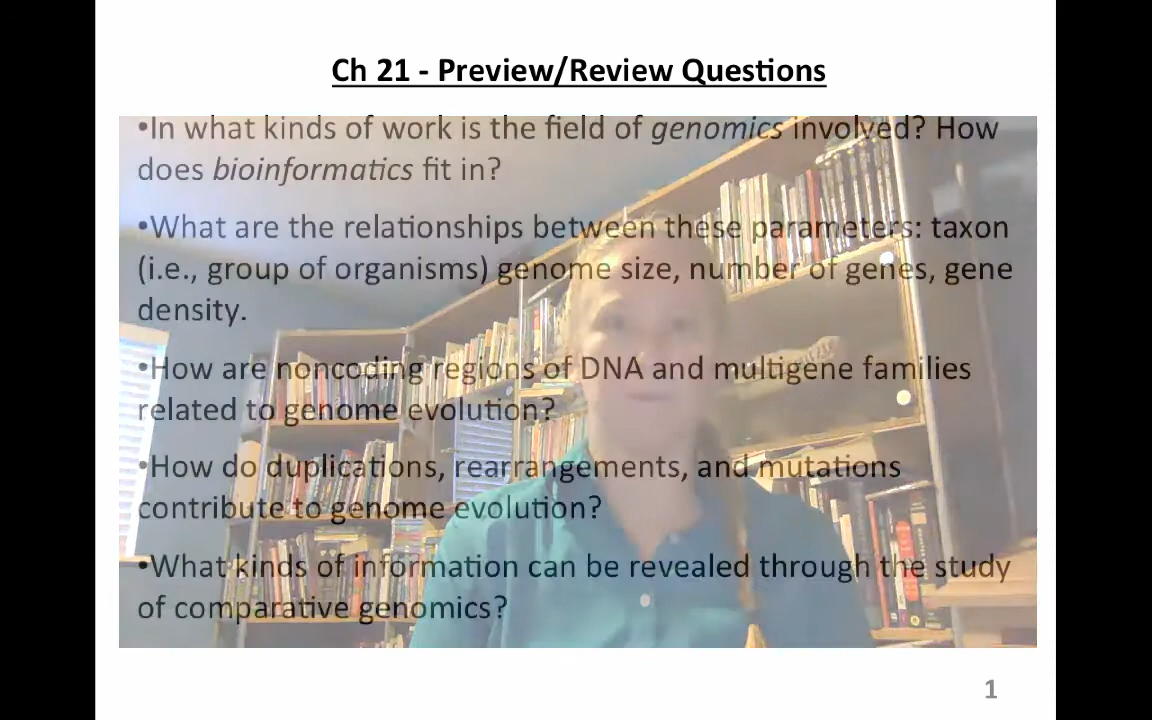 Ch 21 - Preview/Review Questions
•In what kinds of work is the field of genomics involved? How
does bioinformatics fit in?
•What are the relationships between these parameters: taxon
(i.e., group of organisms) genome size, number of genes, gene
density.
•How are noncoding regions of DNA and multigene families
related to genome evolution?
•How do duplications, rearrangements, and mutations
contribute to genome evolution?
•What kinds of information can be revealed through the study
of comparative genomics?
1